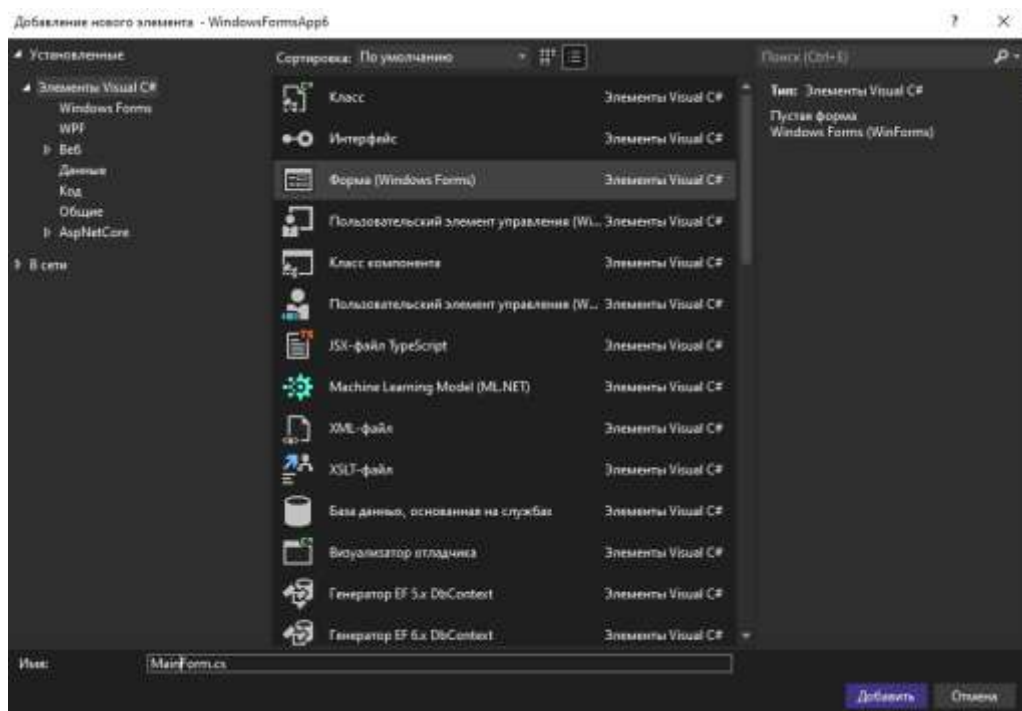 Добавление нового элемента - WindowsFormsApp6
? ×
Установленные
Сортировка: По умолчанию
Поиск (Ctrl+E)
Элементы Visual C#
Windows Forms
WPF
Веб
Данные
Код
Общие
AspNetCore
В сети
Класс Элементы Visual C#
Интерфейс Элементы Visual C#
Форма (Windows Forms) Элементы Visual C#
Пользовательский элемент управления (Wi... Элементы Visual C#
Класс компонента Элементы Visual C#
Пользовательский элемент управления (W... Элементы Visual C#
JSX-файл TypeScript Элементы Visual C#
Machine Learning Model (ML.NET) Элементы Visual C#
XML-файл Элементы Visual C#
XSLT-файл Элементы Visual C#
База данных, основанная на службах Элементы Visual C#
Визуализатор отладчика Элементы Visual C#
Генератор EF 5.x DbContext Элементы Visual C#
Генератор EF 6.x DbContext Элементы Visual C#
Тип: Элементы Visual C#
Пустая форма
Windows Forms (WinForms)
Имя: MainForm.cs
Добавить Отмена